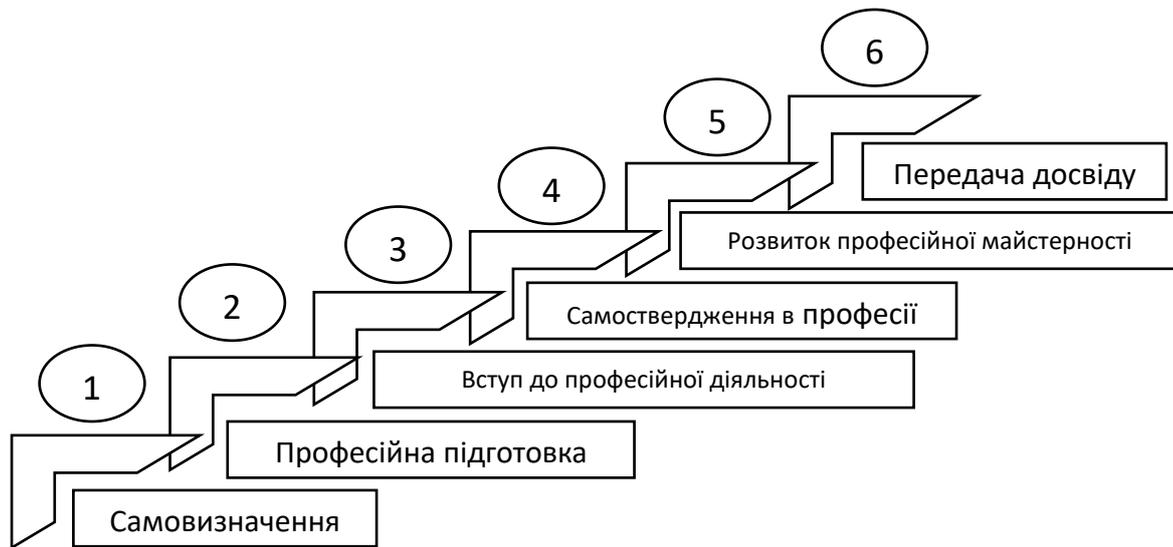 6
5
Передача досвіду
4
Розвиток професійної майстерності
3
Самоствердження в професії
2
Вступ до професійної діяльності
1
Професійна підготовка
Самовизначення